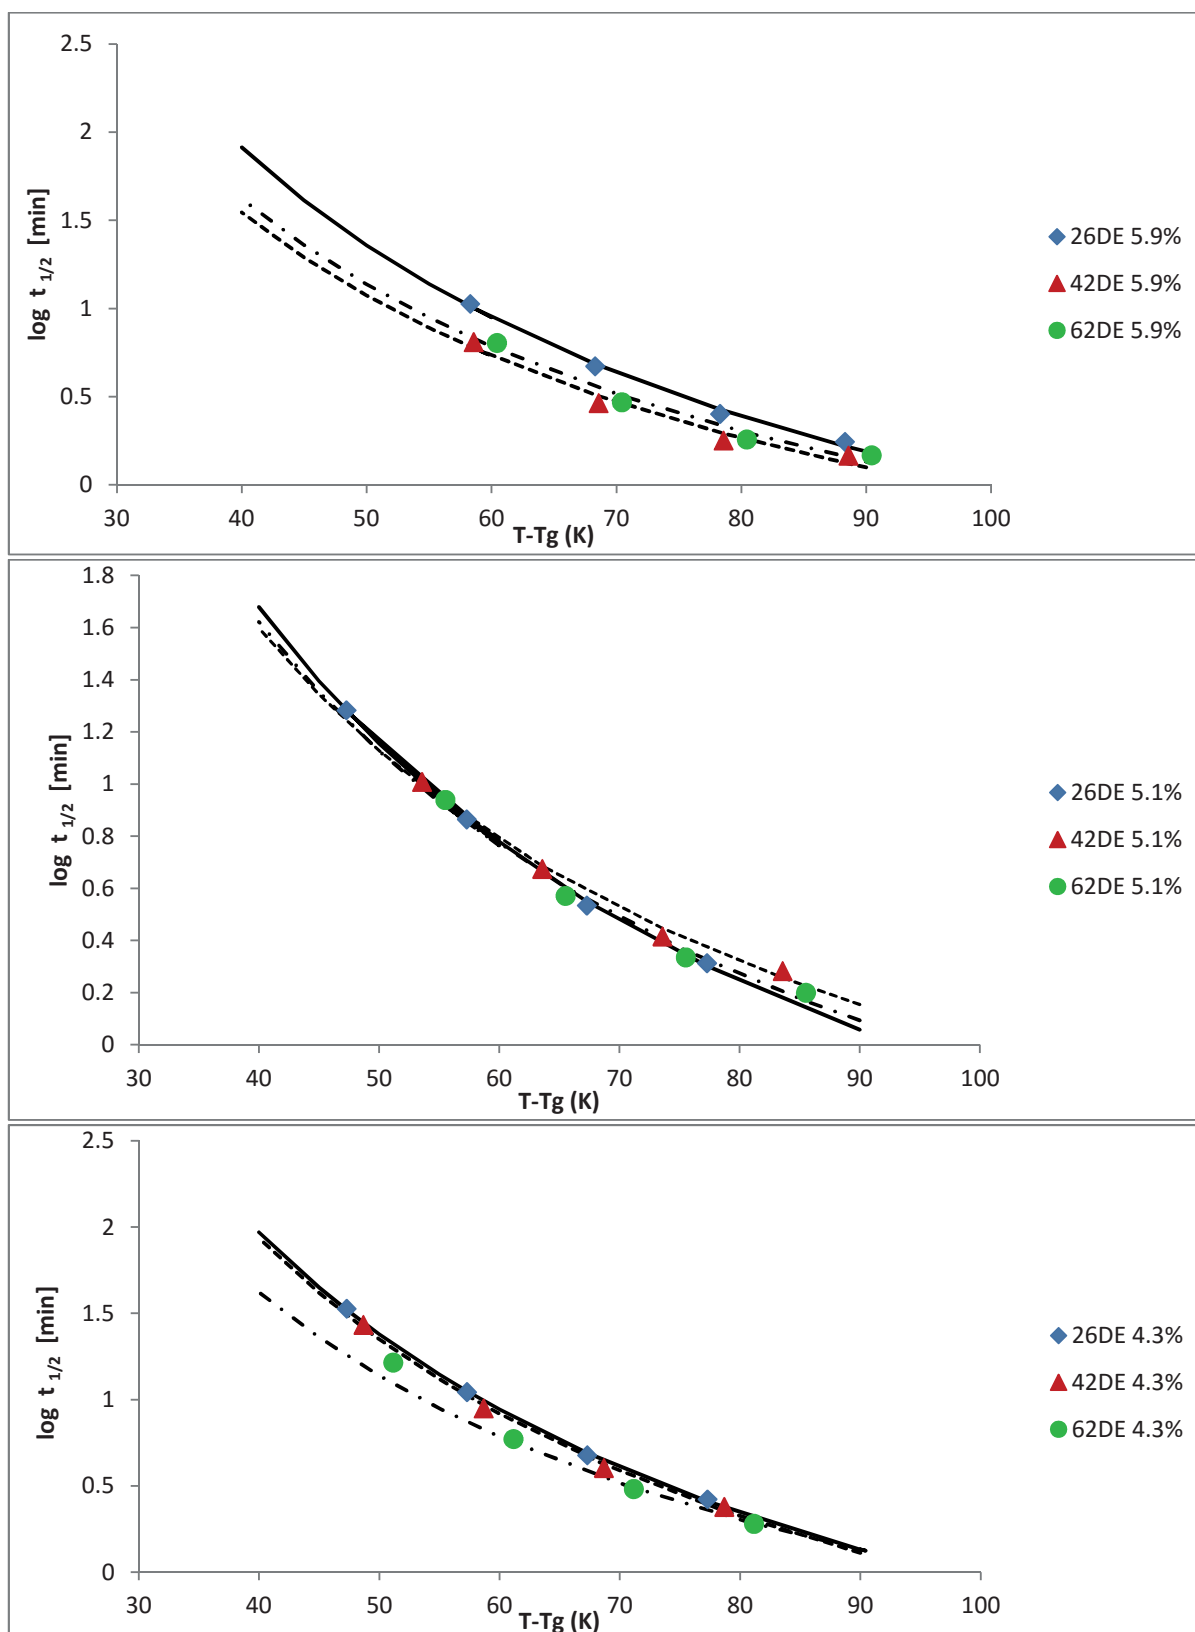 2.5
2
1.5
1
0.5
0
log t 1/2 [min]
30 40 50 60 70 80 90 100
T-Tg (K)
26DE 5.9%
42DE 5.9%
62DE 5.9%
1.8
1.6
1.4
1.2
1
0.8
0.6
0.4
0.2
0
log t 1/2 [min]
30 40 50 60 70 80 90 100
T-Tg (K)
26DE 5.1%
42DE 5.1%
62DE 5.1%
2.5
2
1.5
1
0.5
0
log t 1/2 [min]
30 40 50 60 70 80 90 100
T-Tg (K)
26DE 4.3%
42DE 4.3%
62DE 4.3%